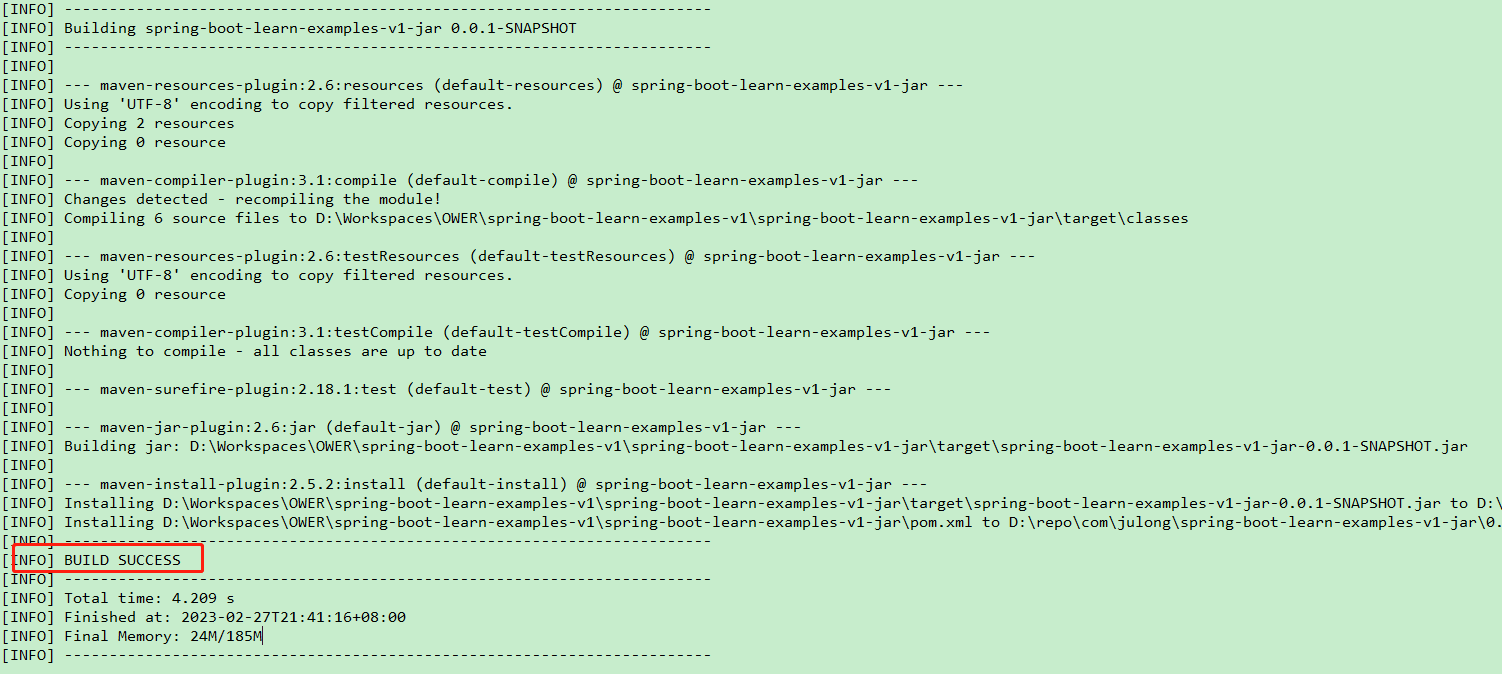 [INFO] ------------------------------------------------------------------------
[INFO] Building spring-boot-learn-examples-v1-jar 0.0.1-SNAPSHOT
[INFO] ------------------------------------------------------------------------
[INFO]
[INFO] --- maven-resources-plugin:2.6:resources (default-resources) @ spring-boot-learn-examples-v1-jar ---
[INFO] Using 'UTF-8' encoding to copy filtered resources.
[INFO] Copying 2 resources
[INFO] Copying 0 resource
[INFO]
[INFO] --- maven-compiler-plugin:3.1:compile (default-compile) @ spring-boot-learn-examples-v1-jar ---
[INFO] Changes detected - recompiling the module!
[INFO] Compiling 6 source files to D:\Workspaces\OWER\spring-boot-learn-examples-v1\spring-boot-learn-examples-v1-jar\target\classes
[INFO]
[INFO] --- maven-resources-plugin:2.6:testResources (default-testResources) @ spring-boot-learn-examples-v1-jar ---
[INFO] Using 'UTF-8' encoding to copy filtered resources.
[INFO] Copying 0 resource
[INFO]
[INFO] --- maven-compiler-plugin:3.1:testCompile (default-testCompile) @ spring-boot-learn-examples-v1-jar ---
[INFO] Nothing to compile - all classes are up to date
[INFO]
[INFO] --- maven-surefire-plugin:2.18.1:test (default-test) @ spring-boot-learn-examples-v1-jar ---
[INFO]
[INFO] --- maven-jar-plugin:2.6:jar (default-jar) @ spring-boot-learn-examples-v1-jar ---
[INFO] Building jar: D:\Workspaces\OWER\spring-boot-learn-examples-v1\spring-boot-learn-examples-v1-jar\target\spring-boot-learn-examples-v1-jar-0.0.1-SNAPSHOT.jar
[INFO]
[INFO] --- maven-install-plugin:2.5.2:install (default-install) @ spring-boot-learn-examples-v1-jar ---
[INFO] Installing D:\Workspaces\OWER\spring-boot-learn-examples-v1\spring-boot-learn-examples-v1-jar\target\spring-boot-learn-examples-v1-jar-0.0.1-SNAPSHOT.jar to D:\
[INFO] Installing D:\Workspaces\OWER\spring-boot-learn-examples-v1\spring-boot-learn-examples-v1-jar\pom.xml to D:\repo\com\julong\spring-boot-learn-examples-v1-jar\0.
[INFO] ------------------------------------------------------------------------
[INFO] BUILD SUCCESS
[INFO] ------------------------------------------------------------------------
[INFO] Total time: 4.209 s
[INFO] Finished at: 2023-02-27T21:41:16+08:00
[INFO] Final Memory: 24M/185M
[INFO] ------------------------------------------------------------------------